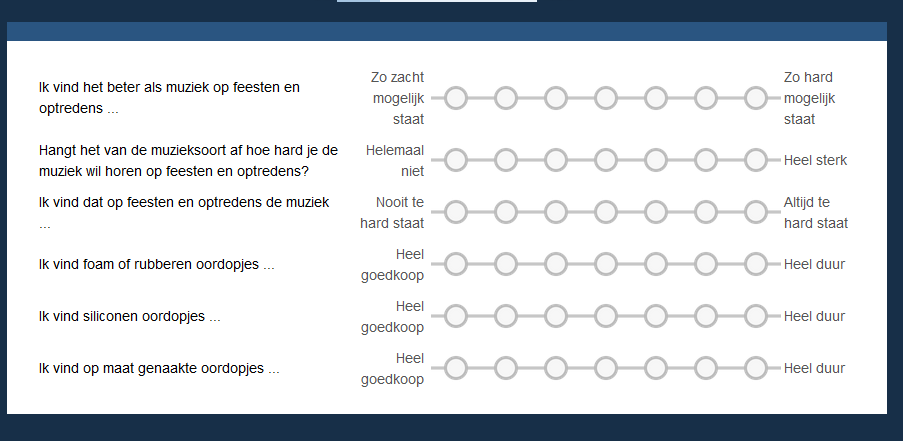 Ik vind het beter als muziek op feesten en
optredens ...
Zo zacht
mogelijk
staat
Zo hard
mogelijk
staat
Hangt het van de muzieksoort af hoe hard je de
muziek wil horen op feesten en optredens?
Helemaal
niet
Heel sterk
Ik vind dat op feesten en optredens de muziek
...
Nooit te
hard staat
Altijd te
hard staat
Ik vind foam of rubberen oordopjes ...
Heel
goedkoop
Heel duur
Ik vind siliconen oordopjes ...
Heel
goedkoop
Heel duur
Ik vind op maat genaakte oordopjes ...
Heel
goedkoop
Heel duur